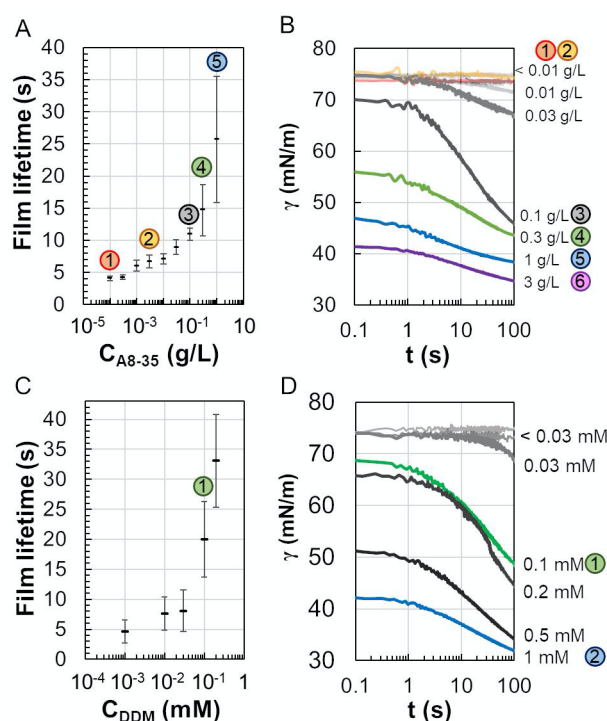 A
Film lifetime (s)
40
35
30
25
20
15
10
5
0
10⁻⁵
10⁻³
10⁻¹
10¹
C_A8-35 (g/L)
1
2
3
4
5
B
γ (mN/m)
80
70
60
50
40
30
0.1
1
10
100
t (s)
1 2
< 0.01 g/L
0.01 g/L
0.03 g/L
0.1 g/L 3
0.3 g/L 4
1 g/L 5
3 g/L 6
C
Film lifetime (s)
40
35
30
25
20
15
10
5
0
10⁻⁴
10⁻³
10⁻²
10⁻¹
1
C_DDM (mM)
1
D
γ (mN/m)
80
70
60
50
40
30
0.1
1
10
100
t (s)
< 0.03 mM
0.03 mM
0.1 mM 1
0.2 mM
0.5 mM
1 mM 2